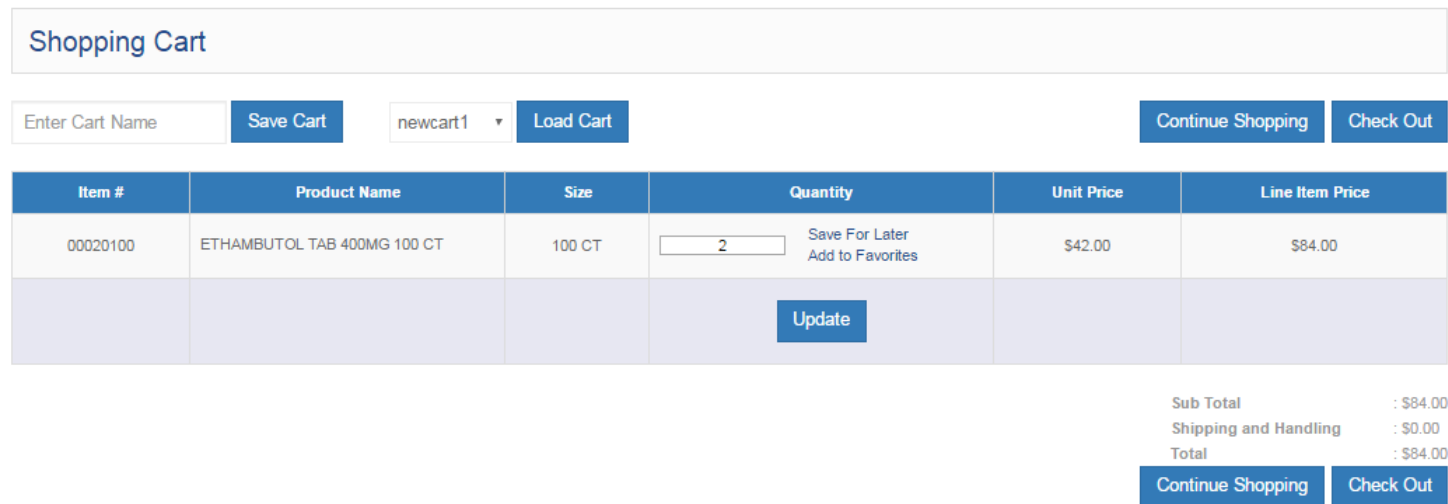 Shopping Cart
Enter Cart Name Save Cart newcart1 Load Cart Continue Shopping Check Out
Item # Product Name Size Quantity Unit Price Line Item Price
00020100 ETHAMBUTOL TAB 400MG 100 CT 100 CT 2 Save For Later $42.00 $84.00
Add to Favorites
Update
Sub Total : $84.00
Shipping and Handling : $0.00
Total : $84.00
Continue Shopping Check Out